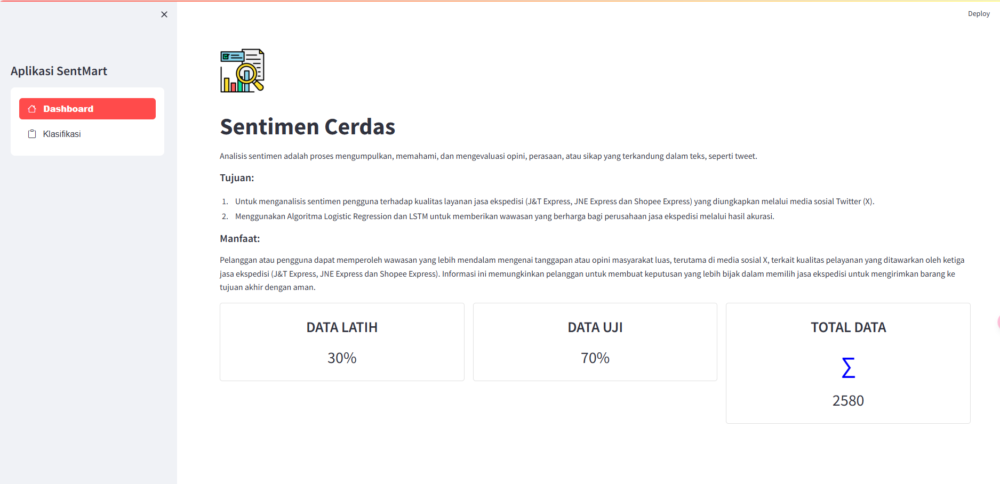 Deploy
Aplikasi SentMart
Dashboard
Klasifikasi
Sentimen Cerdas
Analisis sentimen adalah proses mengumpulkan, memahami, dan mengevaluasi opini, perasaan, atau sikap yang terkandung dalam teks, seperti tweet.
Tujuan:
1. Untuk menganalisis sentimen pengguna terhadap kualitas layanan jasa ekspedisi (J&T Express, JNE Express dan Shopee Express) yang diungkapkan melalui media sosial Twitter (X).
2. Menggunakan Algoritma Logistic Regression dan LSTM untuk memberikan wawasan yang berharga bagi perusahaan jasa ekspedisi melalui hasil akurasi.
Manfaat:
Pelanggan atau pengguna dapat memperoleh wawasan yang lebih mendalam mengenai tanggapan atau opini masyarakat luas, terutama di media sosial X, terkait kualitas pelayanan yang ditawarkan oleh ketiga
jasa ekspedisi (J&T Express, JNE Express dan Shopee Express). Informasi ini memungkinkan pelanggan untuk membuat keputusan yang lebih bijak dalam memilih jasa ekspedisi untuk mengirimkan barang ke
tujuan akhir dengan aman.
DATA LATIH
30%
DATA UJI
70%
TOTAL DATA
Σ
2580